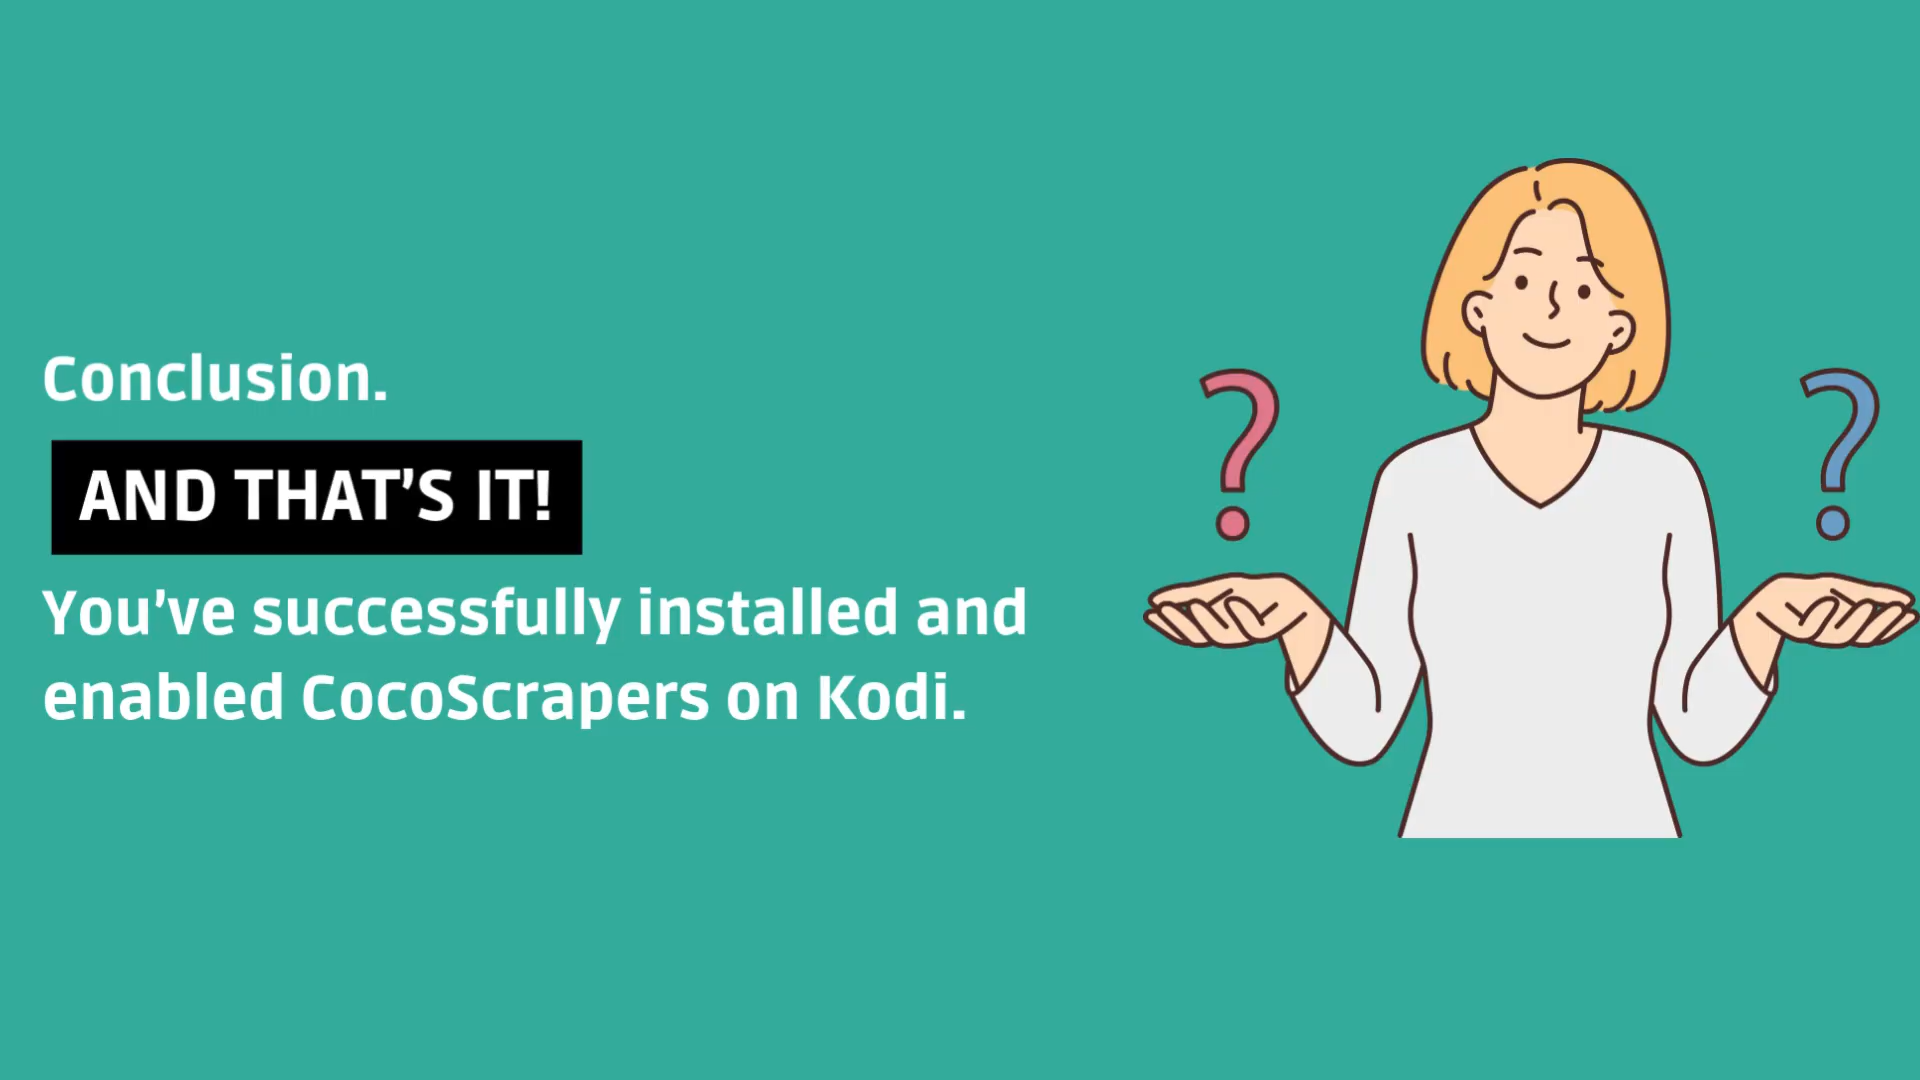 Conclusion.
AND THAT’S IT!
You’ve successfully installed and
enabled CocoScrapers on Kodi.
?
?